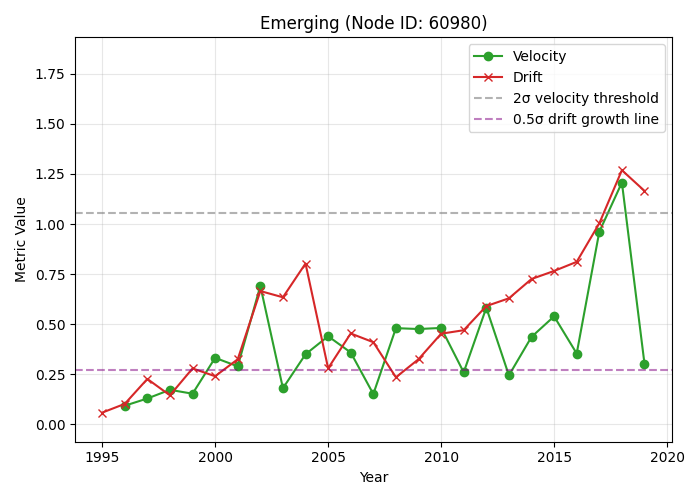 Emerging (Node ID: 60980)
Velocity
Drift
2σ velocity threshold
0.5σ drift growth line
Metric Value
1.75
1.50
1.25
1.00
0.75
0.50
0.25
0.00
1995 2000 2005 2010 2015 2020
Year